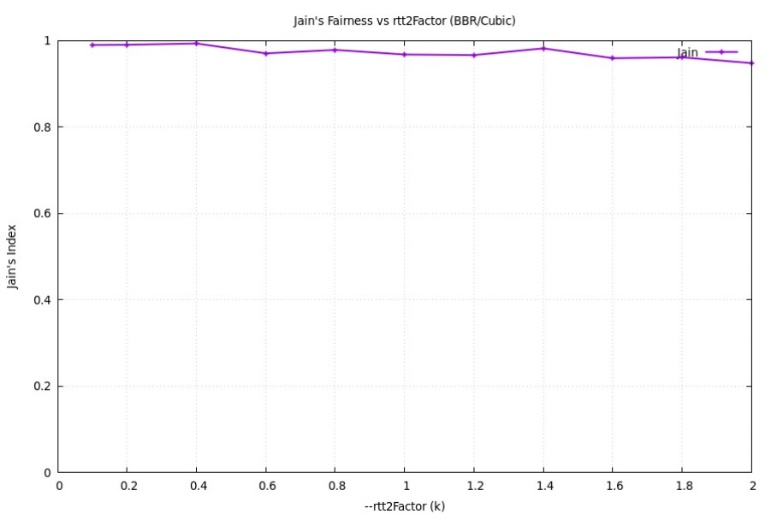 Jain's Fairness vs rtt2Factor (BBR/Cubic)
Jain
1
0.8
0.6
0.4
0.2
0
Jain's Index
0 0.2 0.4 0.6 0.8 1 1.2 1.4 1.6 1.8 2
--rtt2Factor (k)